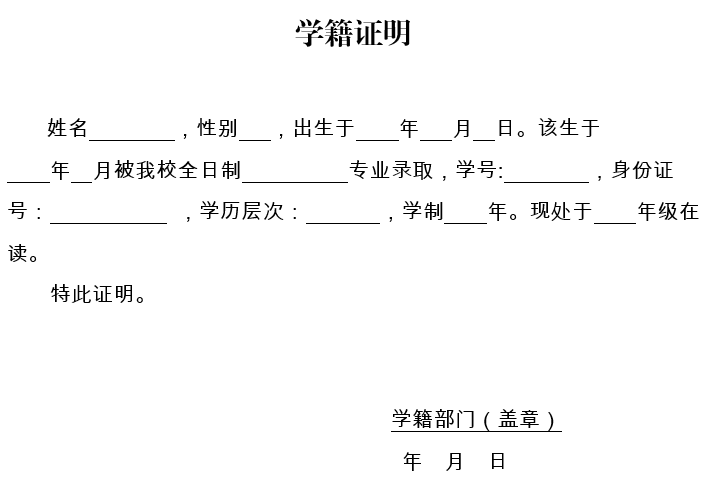 学籍证明
姓名________，性别___，出生于____年___月__日。该生于
____年__月被我校全日制__________专业录取，学号:________，身份证
号：___________ ，学历层次：_______，学制____年。现处于____年级在
读。
特此证明。
学籍部门（盖章）
年 月 日